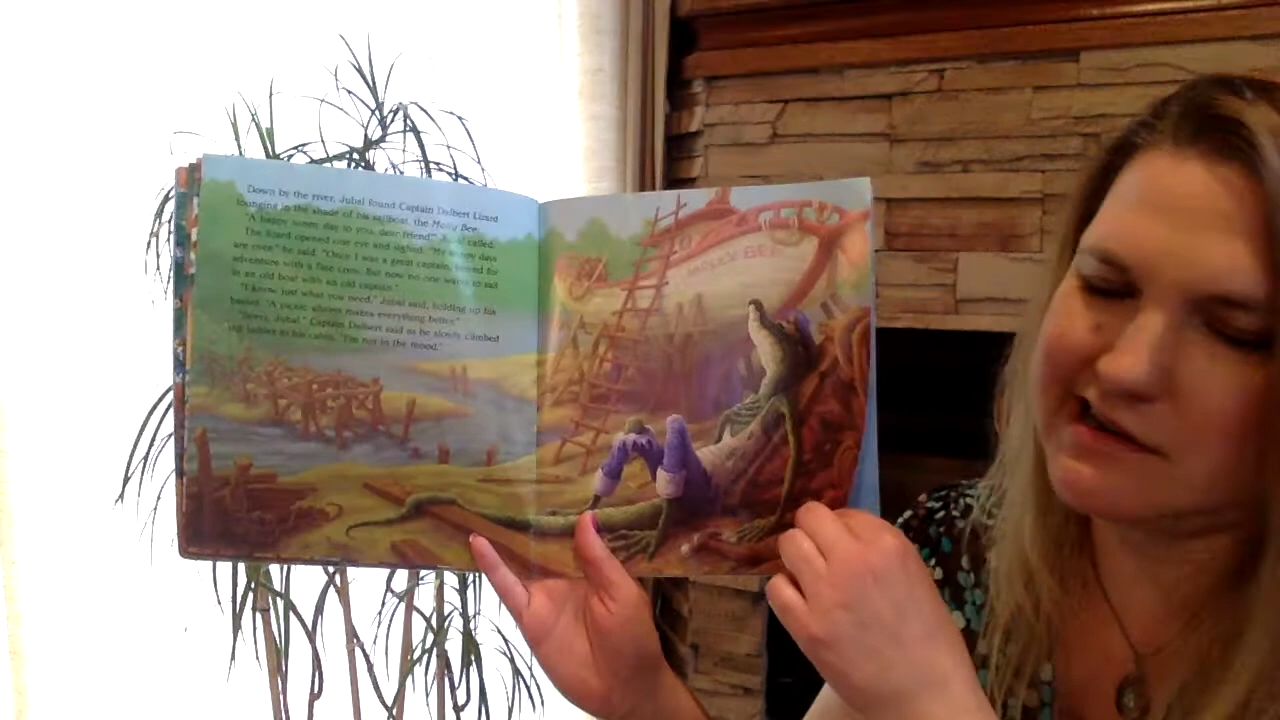 Down by the river, Jubal found Captain Delbert Lizard
lounging in the shade of his sailboat, the Molly Bee.
"A happy sunny day to you, dear friend!" Jubal called.
The lizard opened one eye and sighed. "My happy days
are over," he said. "Once I was a great captain, bound for
adventure with a fine crew. But now no one wants to sail
in an old boat with an old captain."
"I know just what you need," Jubal said, holding up his
basket. "A picnic always makes everything better."
"Sorry, Jubal," Captain Delbert said as he slowly climbed
the ladder to his cabin. "I'm not in the mood."
MOLLY BEE